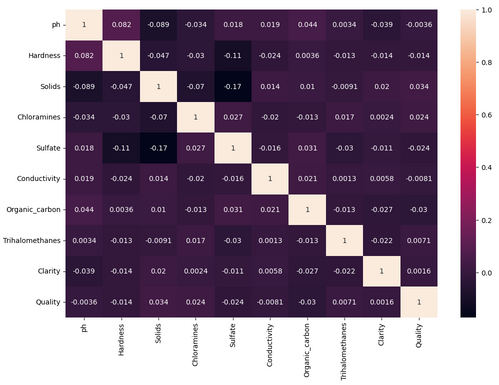 ph 1 0.082 -0.089 -0.034 0.018 0.019 0.044 0.0034 -0.039 -0.0036
Hardness 0.082 1 -0.047 -0.03 -0.11 -0.024 0.0036 -0.013 -0.014 -0.014
Solids -0.089 -0.047 1 -0.07 -0.17 0.014 0.01 -0.0091 0.02 0.034
Chloramines -0.034 -0.03 -0.07 1 0.027 -0.02 -0.013 0.017 0.0024 0.024
Sulfate 0.018 -0.11 -0.17 0.027 1 -0.016 0.031 -0.03 -0.011 -0.024
Conductivity 0.019 -0.024 0.014 -0.02 -0.016 1 0.021 0.0013 0.0058 -0.0081
Organic_carbon 0.044 0.0036 0.01 -0.013 0.031 0.021 1 -0.013 -0.027 -0.03
Trihalomethanes 0.0034 -0.013 -0.0091 0.017 -0.03 0.0013 -0.013 1 -0.022 0.0071
Clarity -0.039 -0.014 0.02 0.0024 -0.011 0.0058 -0.027 -0.022 1 0.0016
Quality -0.0036 -0.014 0.034 0.024 -0.024 -0.0081 -0.03 0.0071 0.0016 1
ph Hardness Solids Chloramines Sulfate Conductivity Organic_carbon Trihalomethanes Clarity Quality
1.0
0.8
0.6
0.4
0.2
0.0